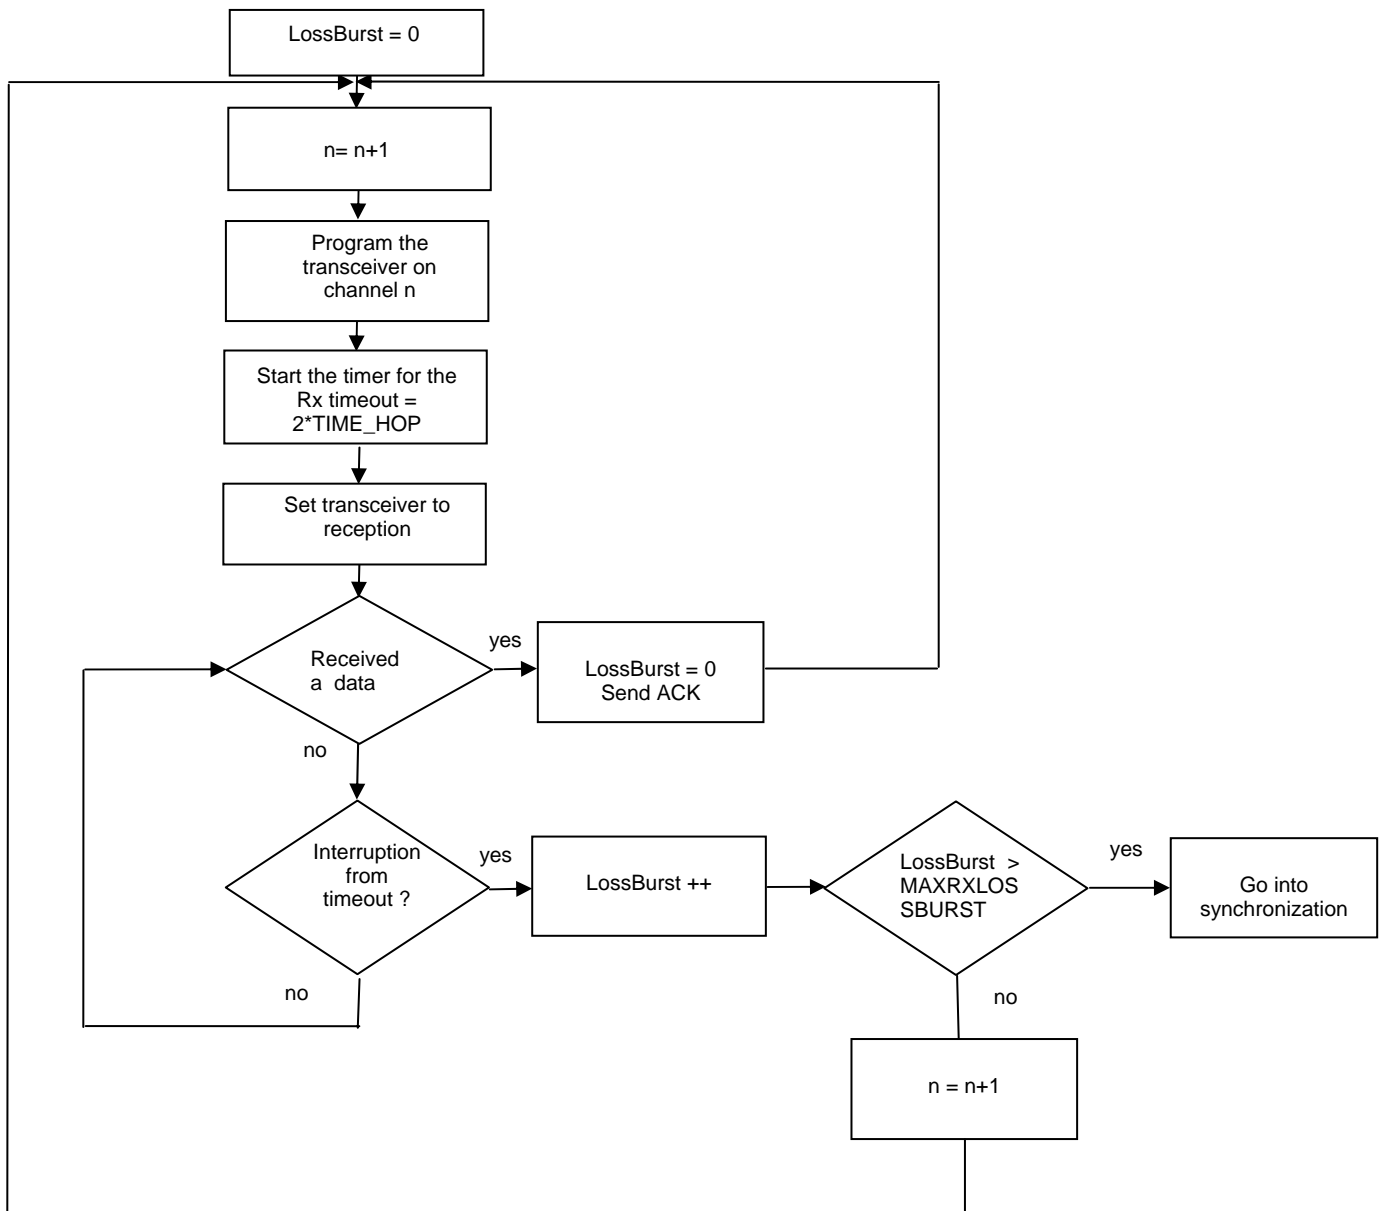 LossBurst = 0
n= n+1
Program the
transceiver on
channel n
Start the timer for the
Rx timeout =
2*TIME_HOP
Set transceiver to
reception
Received
a data
yes
LossBurst = 0
Send ACK
no
Interruption
from
timeout ?
yes
LossBurst ++
LossBurst >
MAXRXLOS
SBURST
yes
Go into
synchronization
no
no
n = n+1